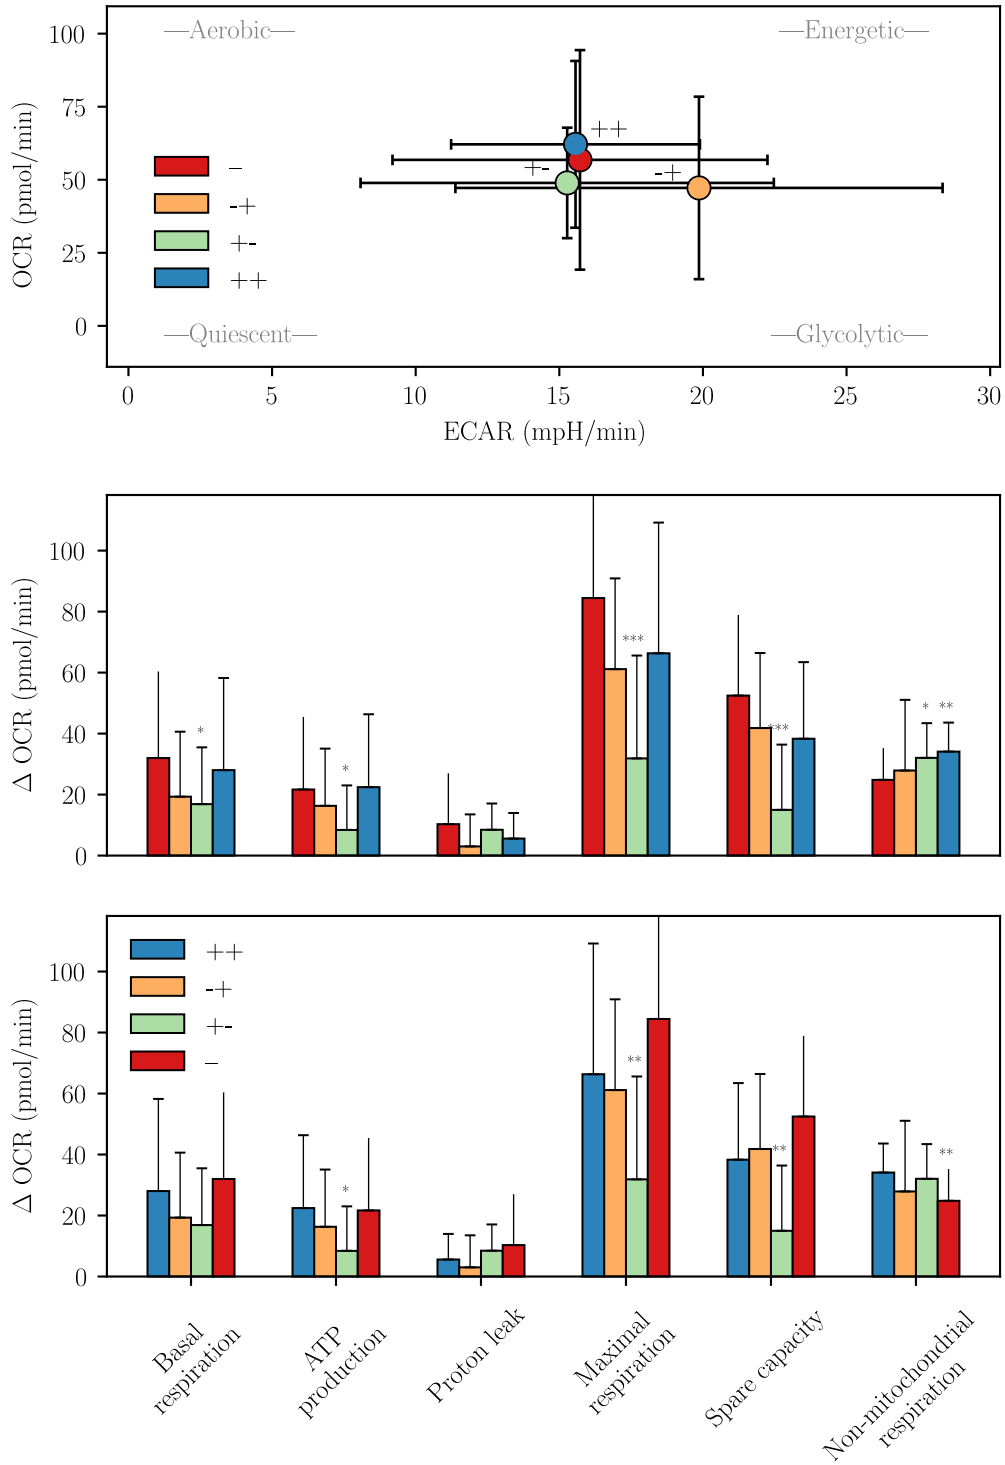 —Aerobic—
—Energetic—
100
75
50
25
0
OCR (pmol/min)
–
-+
+-
++
++
+-
-+
—Quiescent—
—Glycolytic—
0 5 10 15 20 25 30
ECAR (mpH/min)
100
80
60
40
20
0
Δ OCR (pmol/min)
*
*
***
***
*
**
100
80
60
40
20
0
Δ OCR (pmol/min)
++
-+
+-
–
*
**
**
**
Basal
respiration
ATP
production
Proton leak
Maximal
respiration
Spare capacity
Non-mitochondrial
respiration